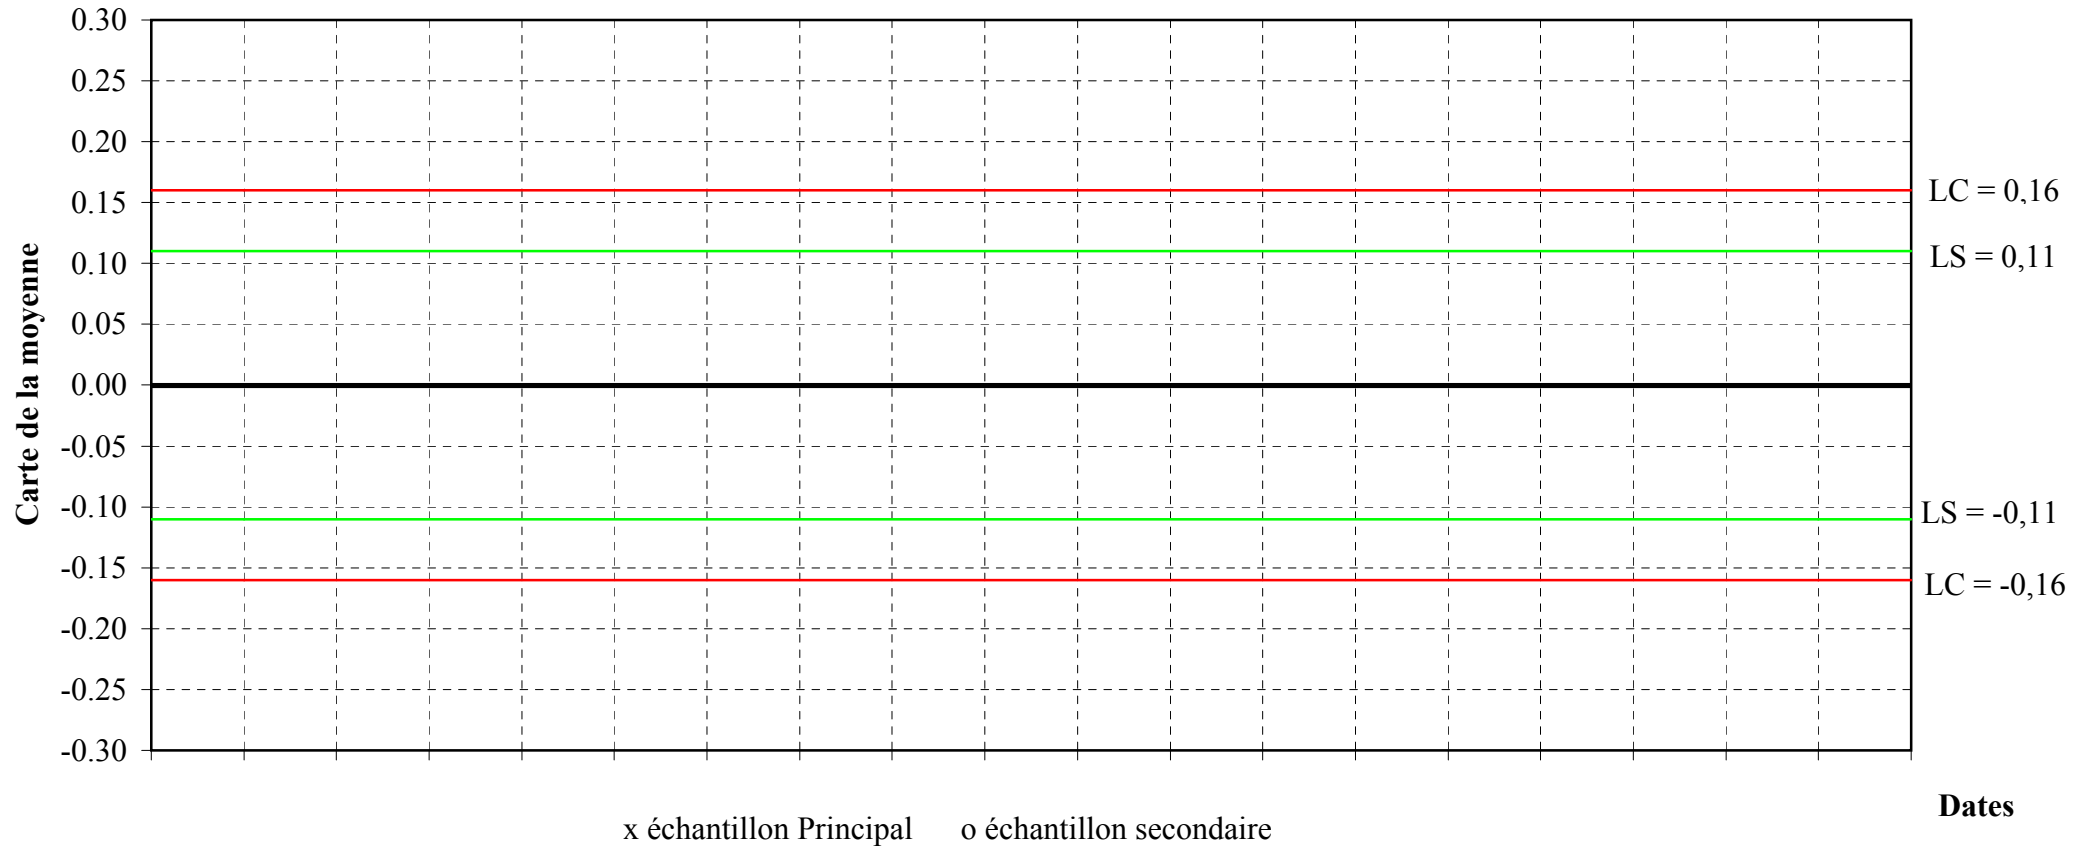 0.30
0.25
0.20
0.15
0.10
0.05
0.00
-0.05
-0.10
-0.15
-0.20
-0.25
-0.30
Carte de la moyenne
LC = 0,16
LS = 0,11
LS = -0,11
LC = -0,16
Dates
x échantillon Principal o échantillon secondaire